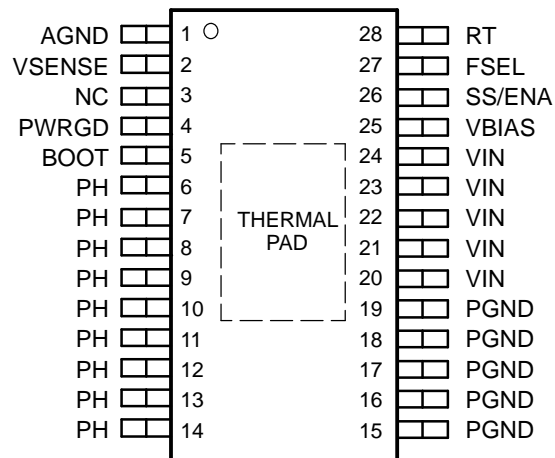 AGND 1 28 RT
VSENSE 2 27 FSEL
NC 3 26 SS/ENA
PWRGD 4 25 VBIAS
BOOT 5 24 VIN
PH 6 23 VIN
PH 7 22 VIN
THERMAL
PAD
PH 8 21 VIN
PH 9 20 VIN
PH 10 19 PGND
PH 11 18 PGND
PH 12 17 PGND
PH 13 16 PGND
PH 14 15 PGND